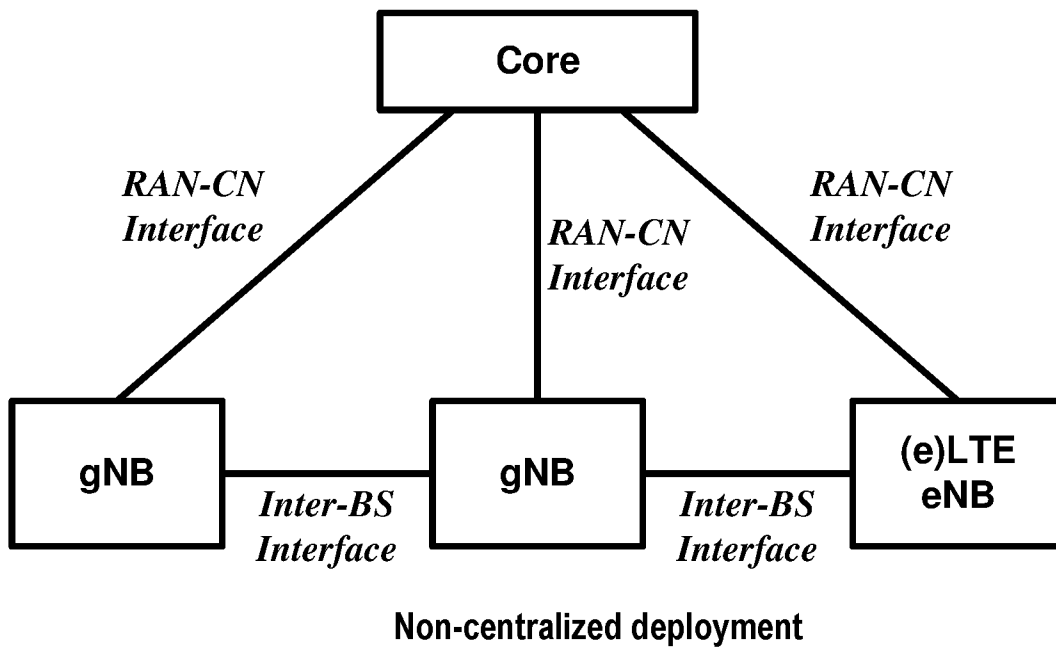 Core
RAN-CN
Interface
RAN-CN
Interface
RAN-CN
Interface
gNB
gNB
(e)LTE
eNB
Inter-BS
Interface
Inter-BS
Interface
Non-centralized deployment